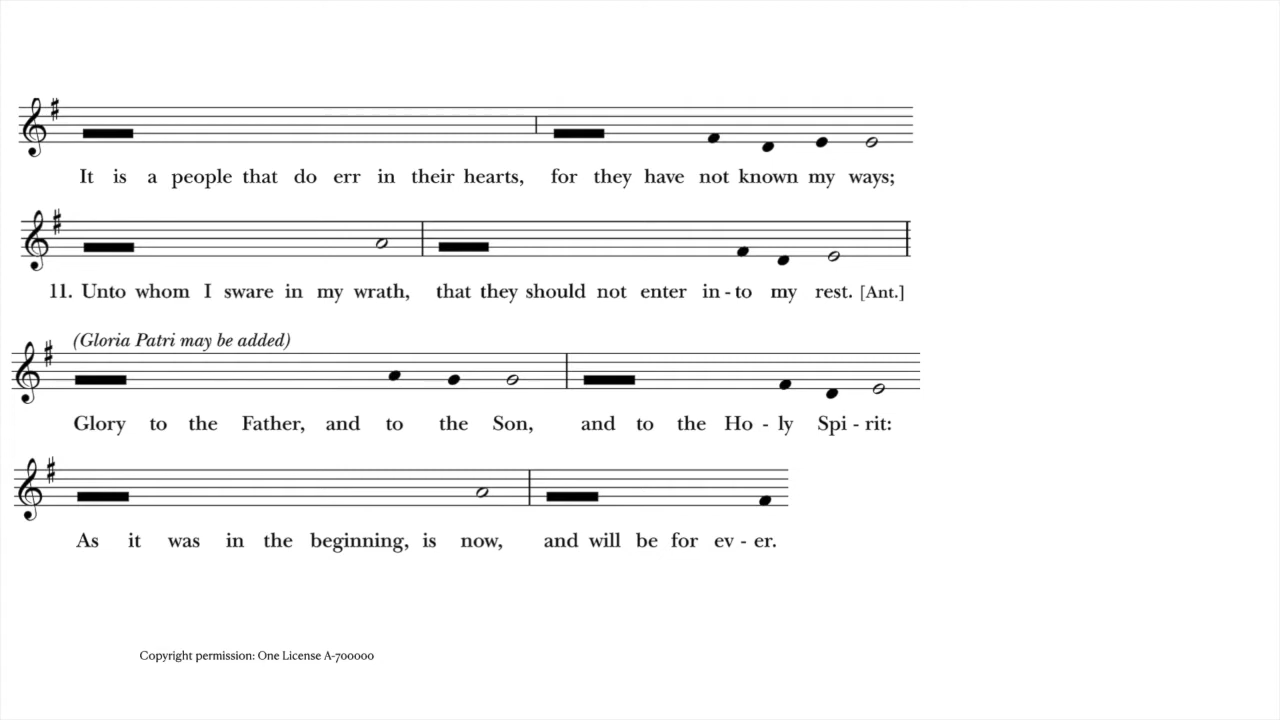 It is a people that do err in their hearts, for they have not known my ways;
11. Unto whom I sware in my wrath, that they should not enter in - to my rest. [Ant.]
(Gloria Patri may be added)
Glory to the Father, and to the Son, and to the Ho - ly Spi - rit:
As it was in the beginning, is now, and will be for ev - er.
Copyright permission: One License A-700000